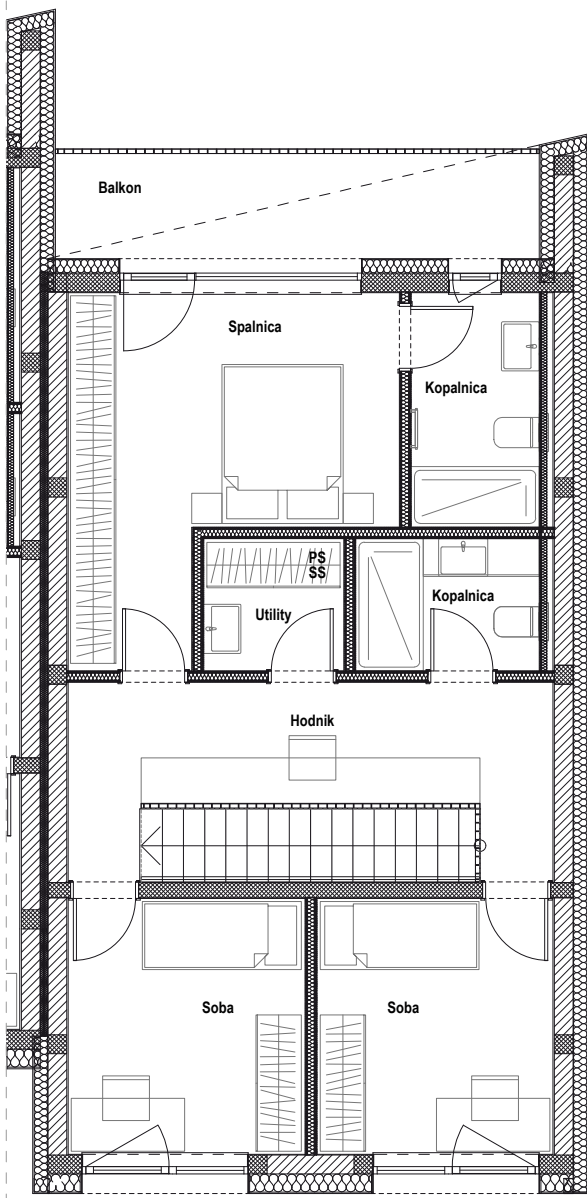 Balkon
Spalnica
Kopalnica
PS
SS
Utility
Kopalnica
Hodnik
Soba
Soba